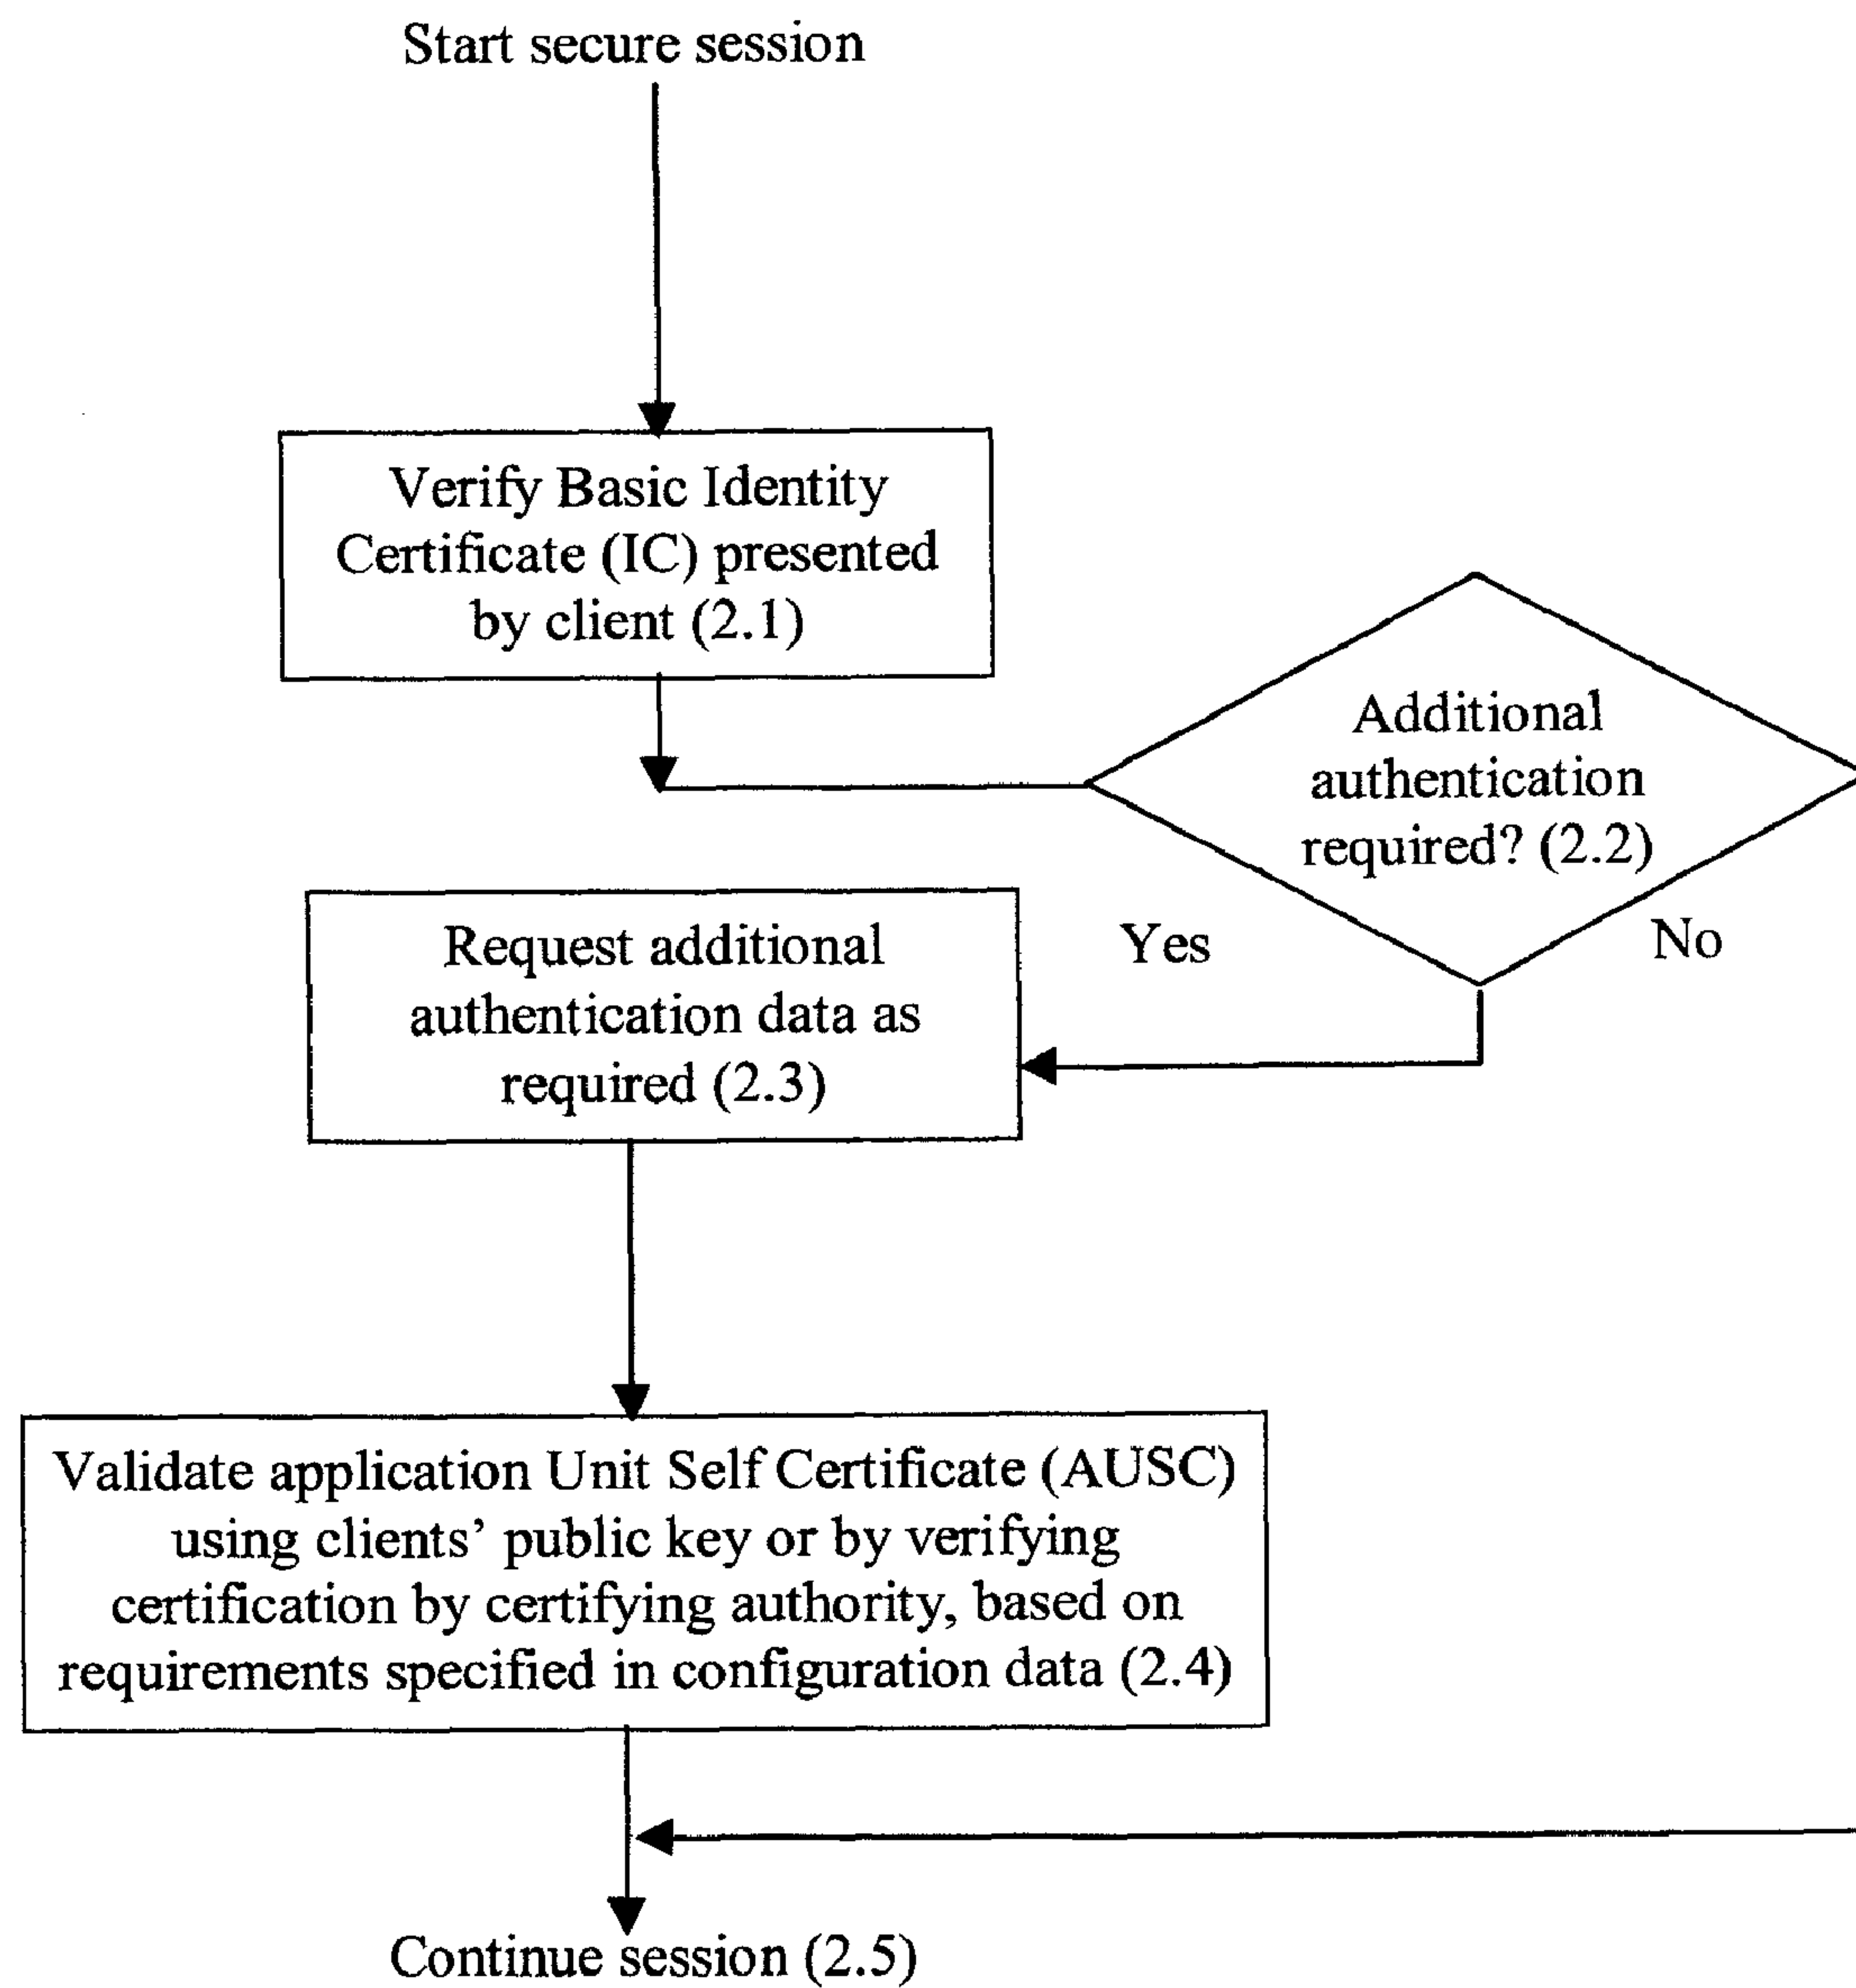 Start secure session
Verify Basic Identity
Certificate (IC) presented
by client (2.1)
Additional
authentication
required? (2.2)
Yes
No
Request additional
authentication data as
required (2.3)
Validate application Unit Self Certificate (AUSC)
using clients’ public key or by verifying
certification by certifying authority, based on
requirements specified in configuration data (2.4)
Continue session (2.5)